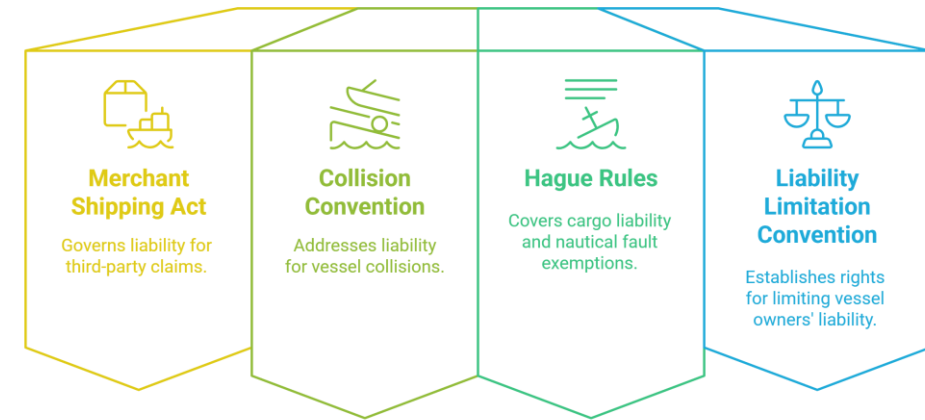 Merchant
Shipping Act
Governs liability for
third-party claims.
Collision
Convention
Addresses liability
for vessel collisions.
Hague Rules
Covers cargo liability
and nautical fault
exemptions.
Liability
Limitation
Convention
Establishes rights
for limiting vessel
owners' liability.